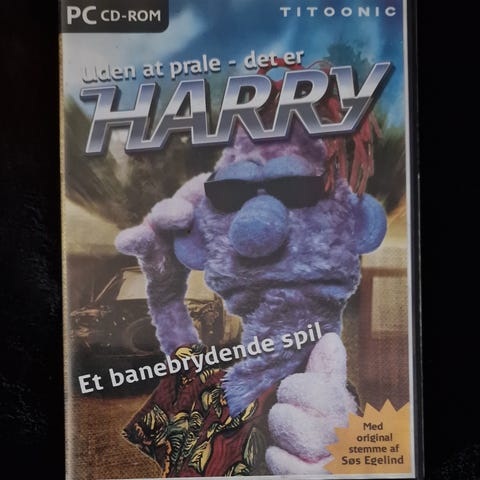 PC CD-ROM
TITOONIC
uden at prale - det er
HARRY
Et banebrydende spil
Med
original
stemme af
Søs Egelind